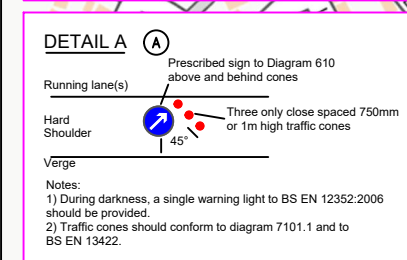 DETAIL A A
Prescribed sign to Diagram 610
above and behind cones
Running lane(s)
Three only close spaced 750mm
or 1m high traffic cones
Hard
Shoulder
45°
Verge
Notes:
1) During darkness, a single warning light to BS EN 12352:2006
should be provided.
2) Traffic cones should conform to diagram 7101.1 and to
BS EN 13422.